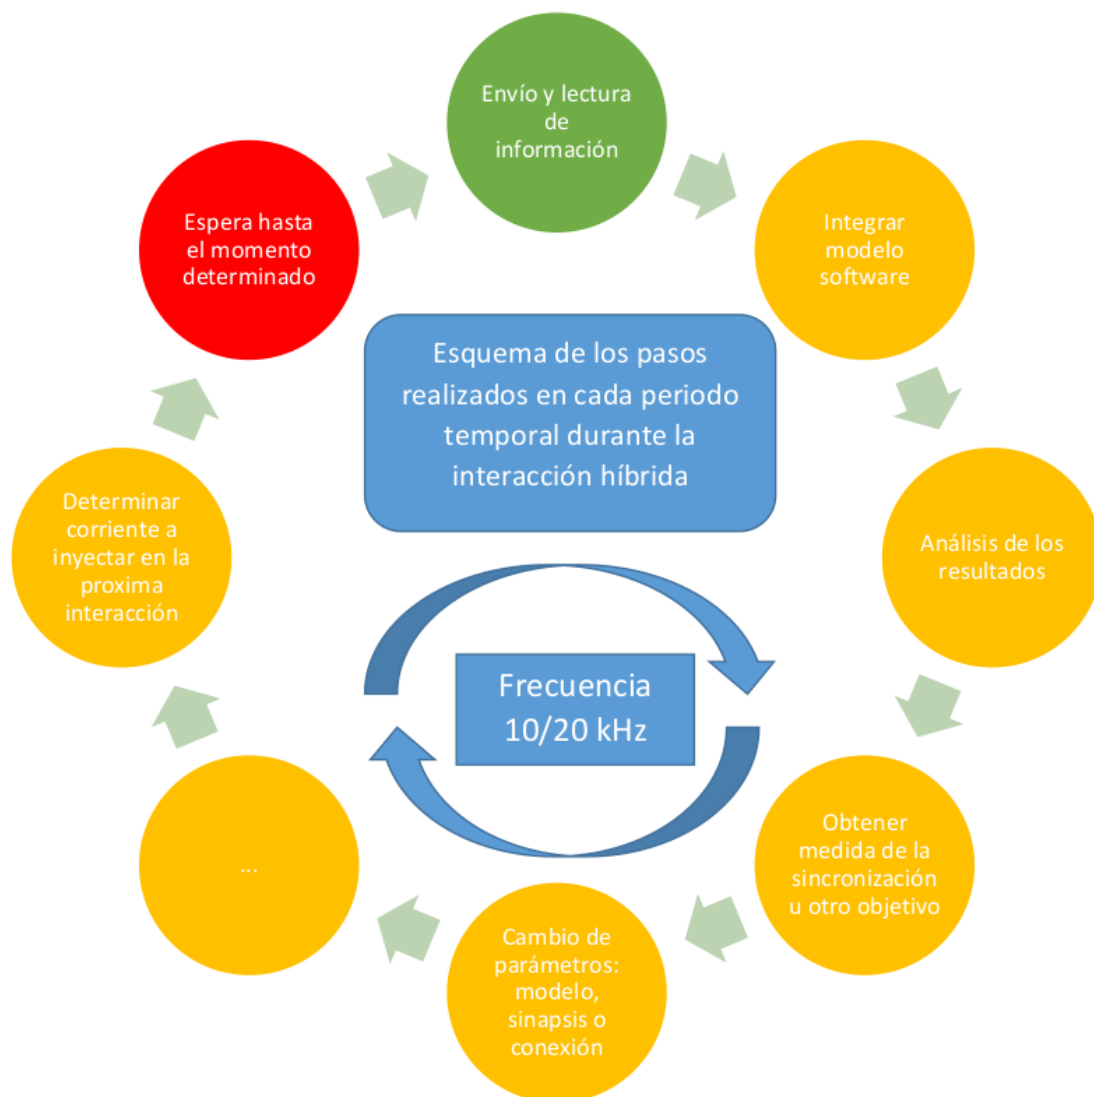 Envío y lectura
de
información
Integrar
modelo
software
Análisis de los
resultados
Obtener
medida de la
sincronización
u otro objetivo
Cambio de
parámetros:
modelo,
sinapsis o
conexión
...
Determinar
corriente a
inyectar en la
proxima
interacción
Espera hasta
el momento
determinado
Esquema de los pasos
realizados en cada periodo
temporal durante la
interacción híbrida
Frecuencia
10/20 kHz